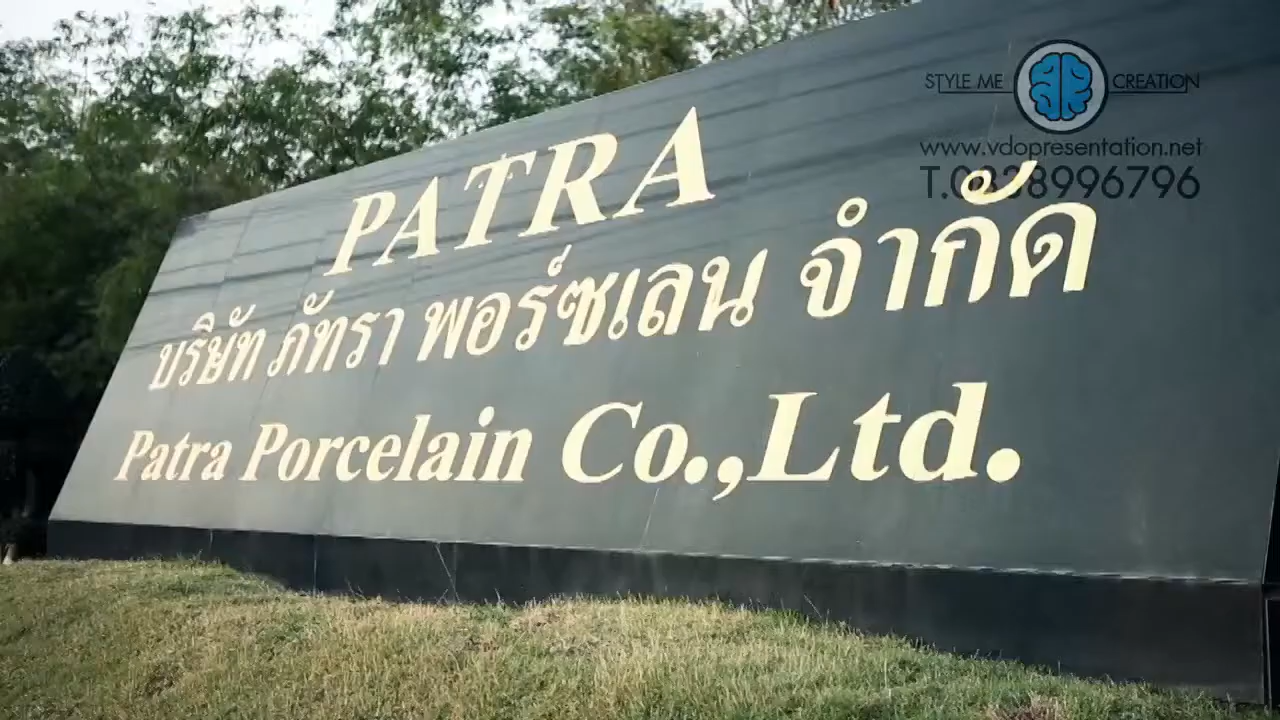 STYLE ME CREATION
www.vdopresentation.net
T.0838996796
PATRA
บริษัท ภัทรา พอร์ซเลน จำกัด
Patra Porcelain Co.,Ltd.